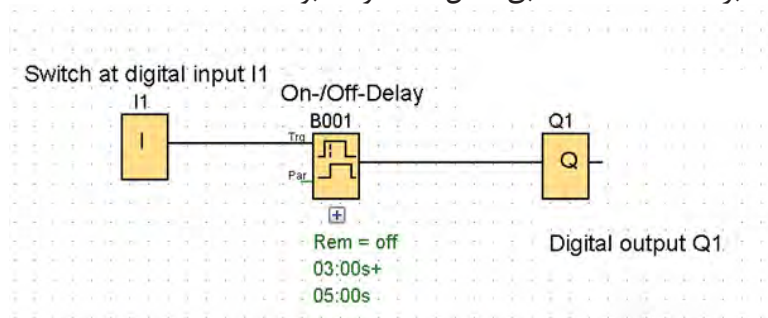 Switch at digital input I1
I1
I
On-/Off-Delay
B001
Trg
Par
Rem = off
03:00s+
05:00s
Q1
Q
Digital output Q1